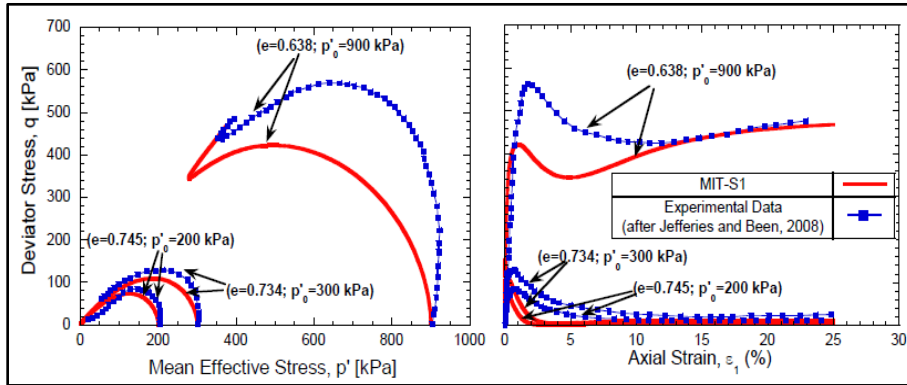 Deviator Stress, q [kPa]
700
600
500
400
300
200
100
0
(e=0.638; p'0=900 kPa)
(e=0.745; p'0=200 kPa)
(e=0.734; p'0=300 kPa)
0 200 400 600 800 1000
Mean Effective Stress, p' [kPa]
(e=0.638; p'0=900 kPa)
MIT-S1
Experimental Data
(after Jefferies and Been, 2008)
(e=0.734; p'0=300 kPa)
(e=0.745; p'0=200 kPa)
0 5 10 15 20 25 30
Axial Strain, ε1 (%)